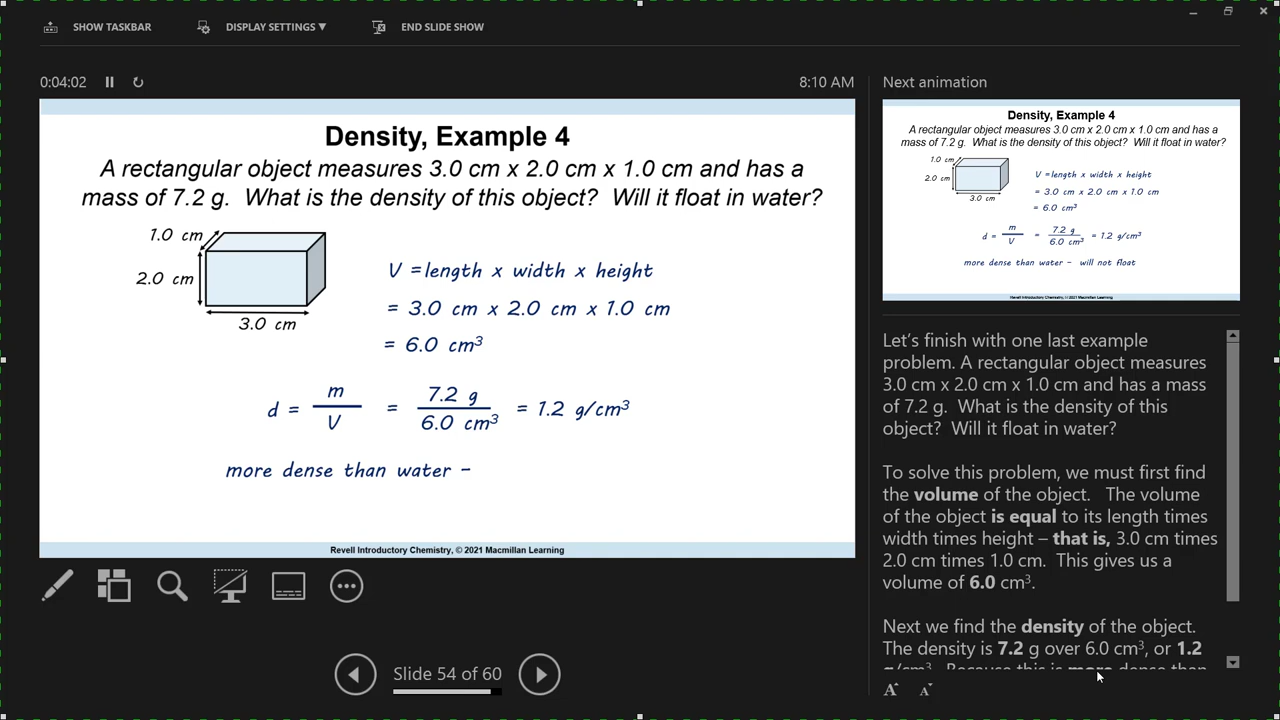 SHOW TASKBAR DISPLAY SETTINGS ▼ END SLIDE SHOW
0:04:02 8:10 AM
Density, Example 4
A rectangular object measures 3.0 cm x 2.0 cm x 1.0 cm and has a
mass of 7.2 g. What is the density of this object? Will it float in water?
1.0 cm
2.0 cm
3.0 cm
V = length x width x height
= 3.0 cm x 2.0 cm x 1.0 cm
= 6.0 cm³
d = m/V = 7.2 g/6.0 cm³ = 1.2 g/cm³
more dense than water –
Revell Introductory Chemistry, © 2021 Macmillan Learning
Slide 54 of 60
Next animation
Density, Example 4
A rectangular object measures 3.0 cm x 2.0 cm x 1.0 cm and has a
mass of 7.2 g. What is the density of this object? Will it float in water?
1.0 cm
2.0 cm
3.0 cm
V = length x width x height
= 3.0 cm x 2.0 cm x 1.0 cm
= 6.0 cm³
d = m/V = 7.2 g/6.0 cm³ = 1.2 g/cm³
more dense than water – will not float
Revell Introductory Chemistry, © 2021 Macmillan Learning
Let's finish with one last example
problem. A rectangular object measures
3.0 cm x 2.0 cm x 1.0 cm and has a mass
of 7.2 g. What is the density of this
object? Will it float in water?
To solve this problem, we must first find
the volume of the object. The volume
of the object is equal to its length times
width times height – that is, 3.0 cm times
2.0 cm times 1.0 cm. This gives us a
volume of 6.0 cm³.
Next we find the density of the object.
The density is 7.2 g over 6.0 cm³, or 1.2
g/cm³. Because this is more dense than
A A